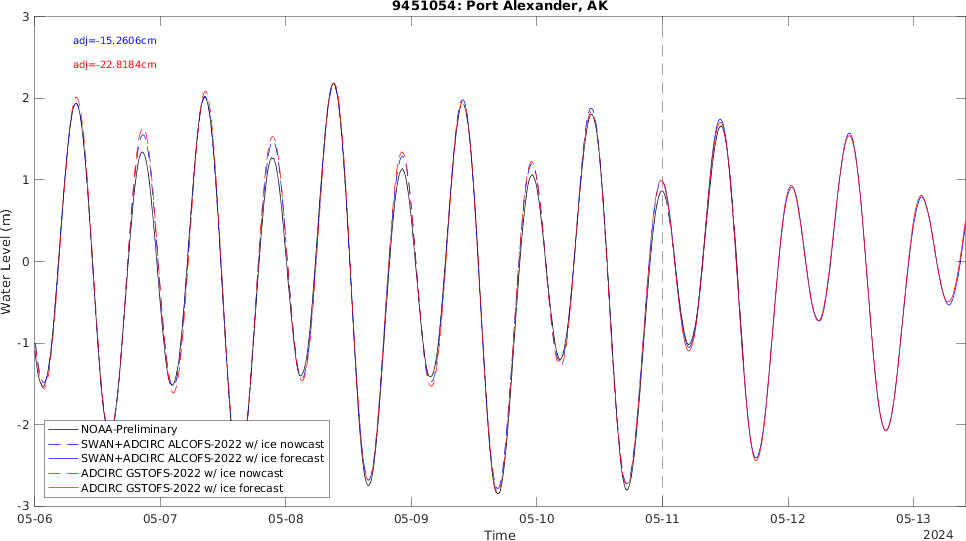 9451054: Port Alexander, AK
adj=-15.2606cm
adj=-22.8184cm
Water Level (m)
3
2
1
0
-1
-2
-3
NOAA-Preliminary
SWAN+ADCIRC ALCOFS-2022 w/ ice nowcast
SWAN+ADCIRC ALCOFS-2022 w/ ice forecast
ADCIRC GSTOFS-2022 w/ ice nowcast
ADCIRC GSTOFS-2022 w/ ice forecast
05-06 05-07 05-08 05-09 05-10 05-11 05-12 05-13
Time
2024